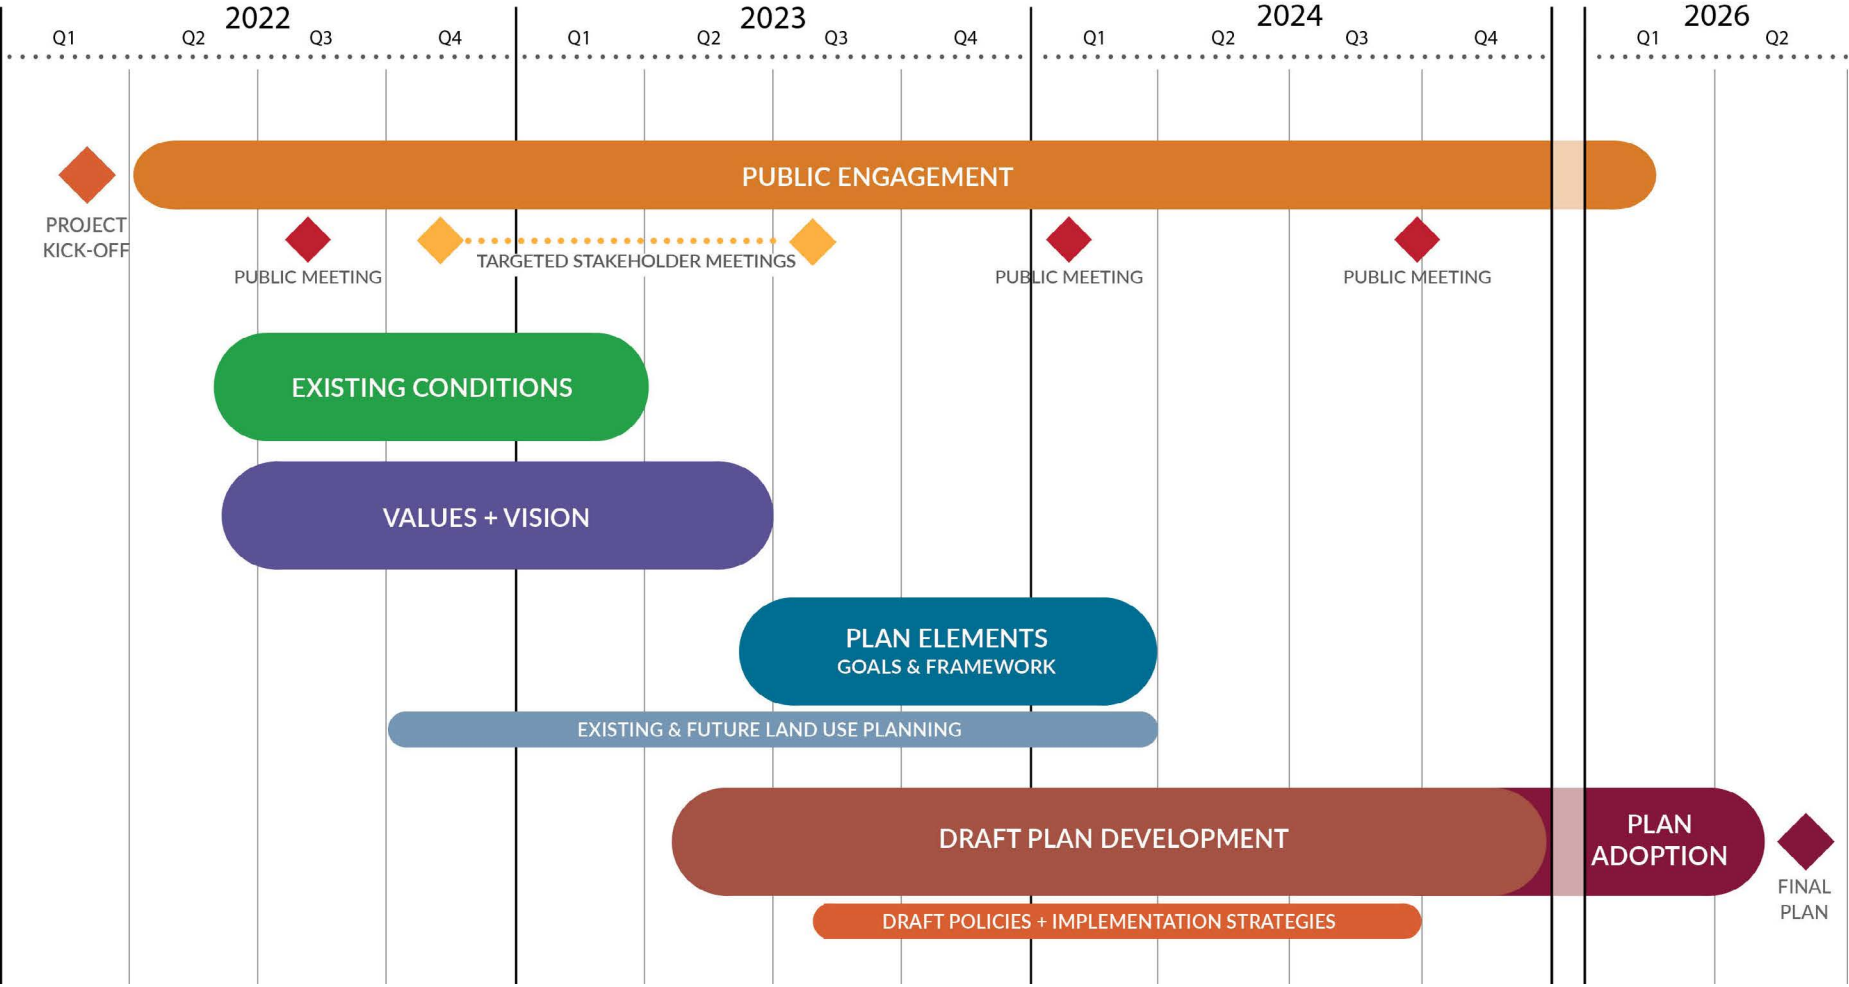 2022
2023
2024
2026
Q1
Q2
Q3
Q4
Q1
Q2
Q3
Q4
Q1
Q2
Q3
Q4
Q1
Q2
PUBLIC ENGAGEMENT
PROJECT
KICK-OFF
PUBLIC MEETING
TARGETED STAKEHOLDER MEETINGS
PUBLIC MEETING
PUBLIC MEETING
EXISTING CONDITIONS
VALUES + VISION
PLAN ELEMENTS
GOALS & FRAMEWORK
EXISTING & FUTURE LAND USE PLANNING
DRAFT PLAN DEVELOPMENT
PLAN
ADOPTION
FINAL
PLAN
DRAFT POLICIES + IMPLEMENTATION STRATEGIES